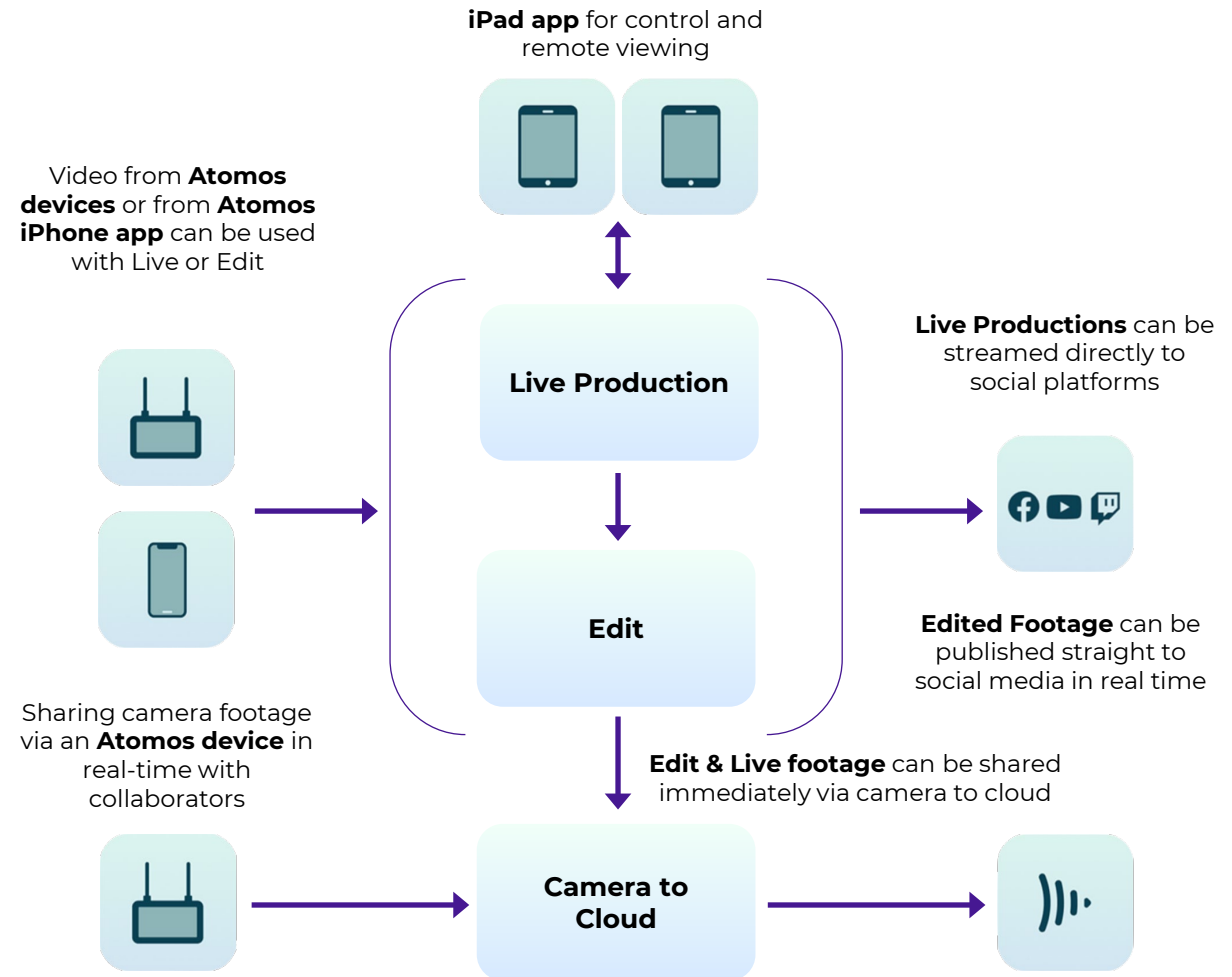 iPad app for control and
remote viewing
Video from Atomos
devices or from Atomos
iPhone app can be used
with Live or Edit
Live Production
Live Productions can be
streamed directly to
social platforms
Edit
Edited Footage can be
published straight to
social media in real time
Sharing camera footage
via an Atomos device in
real-time with
collaborators
Edit & Live footage can be shared
immediately via camera to cloud
Camera to
Cloud